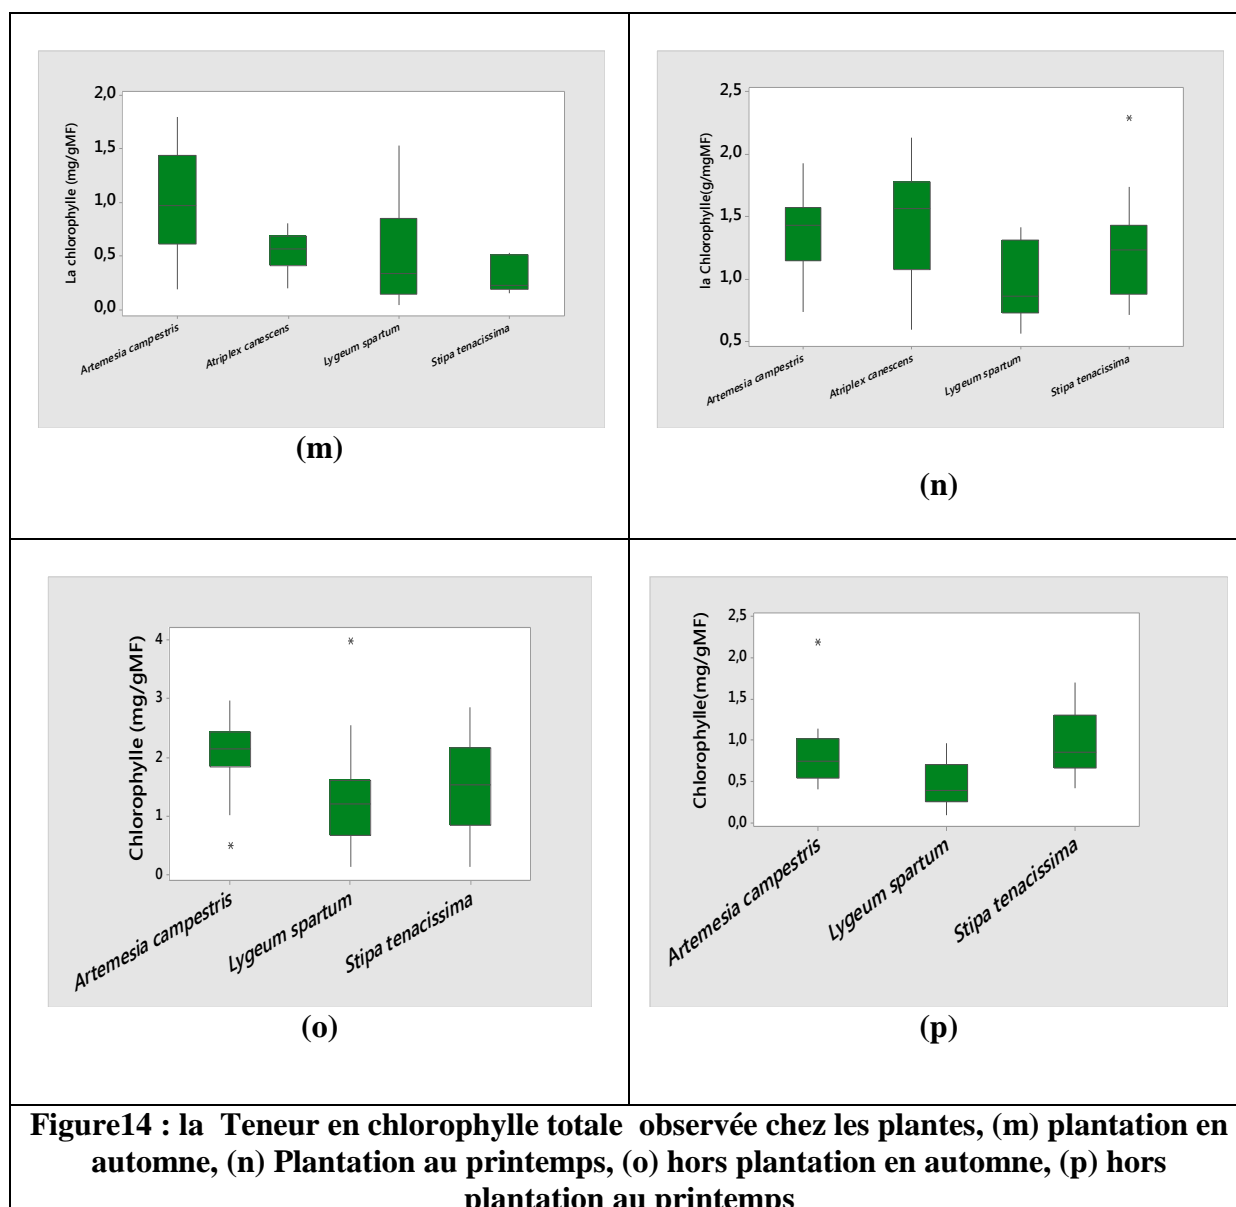 2,0
1,5
1,0
0,5
0,0
La chlorophylle (mg/gMF)
Artemesia campestris
Atriplex canescens
Lygeum spartum
Stipa tenacissima
(m)
2,5
2,0
1,5
1,0
0,5
la Chlorophylle(g/mgMF)
*
Artemesia campestris
Atriplex canescens
Lygeum spartum
Stipa tenacissima
(n)
4
3
2
1
0
Chlorophylle (mg/gMF)
*
*
Artemesia campestris
Lygeum spartum
Stipa tenacissima
(o)
2,5
2,0
1,5
1,0
0,5
0,0
Chlorophylle(mg/gMF)
*
Artemesia campestris
Lygeum spartum
Stipa tenacissima
(p)
Figure14 : la Teneur en chlorophylle totale observée chez les plantes, (m) plantation en
automne, (n) Plantation au printemps, (o) hors plantation en automne, (p) hors
plantation au printemps